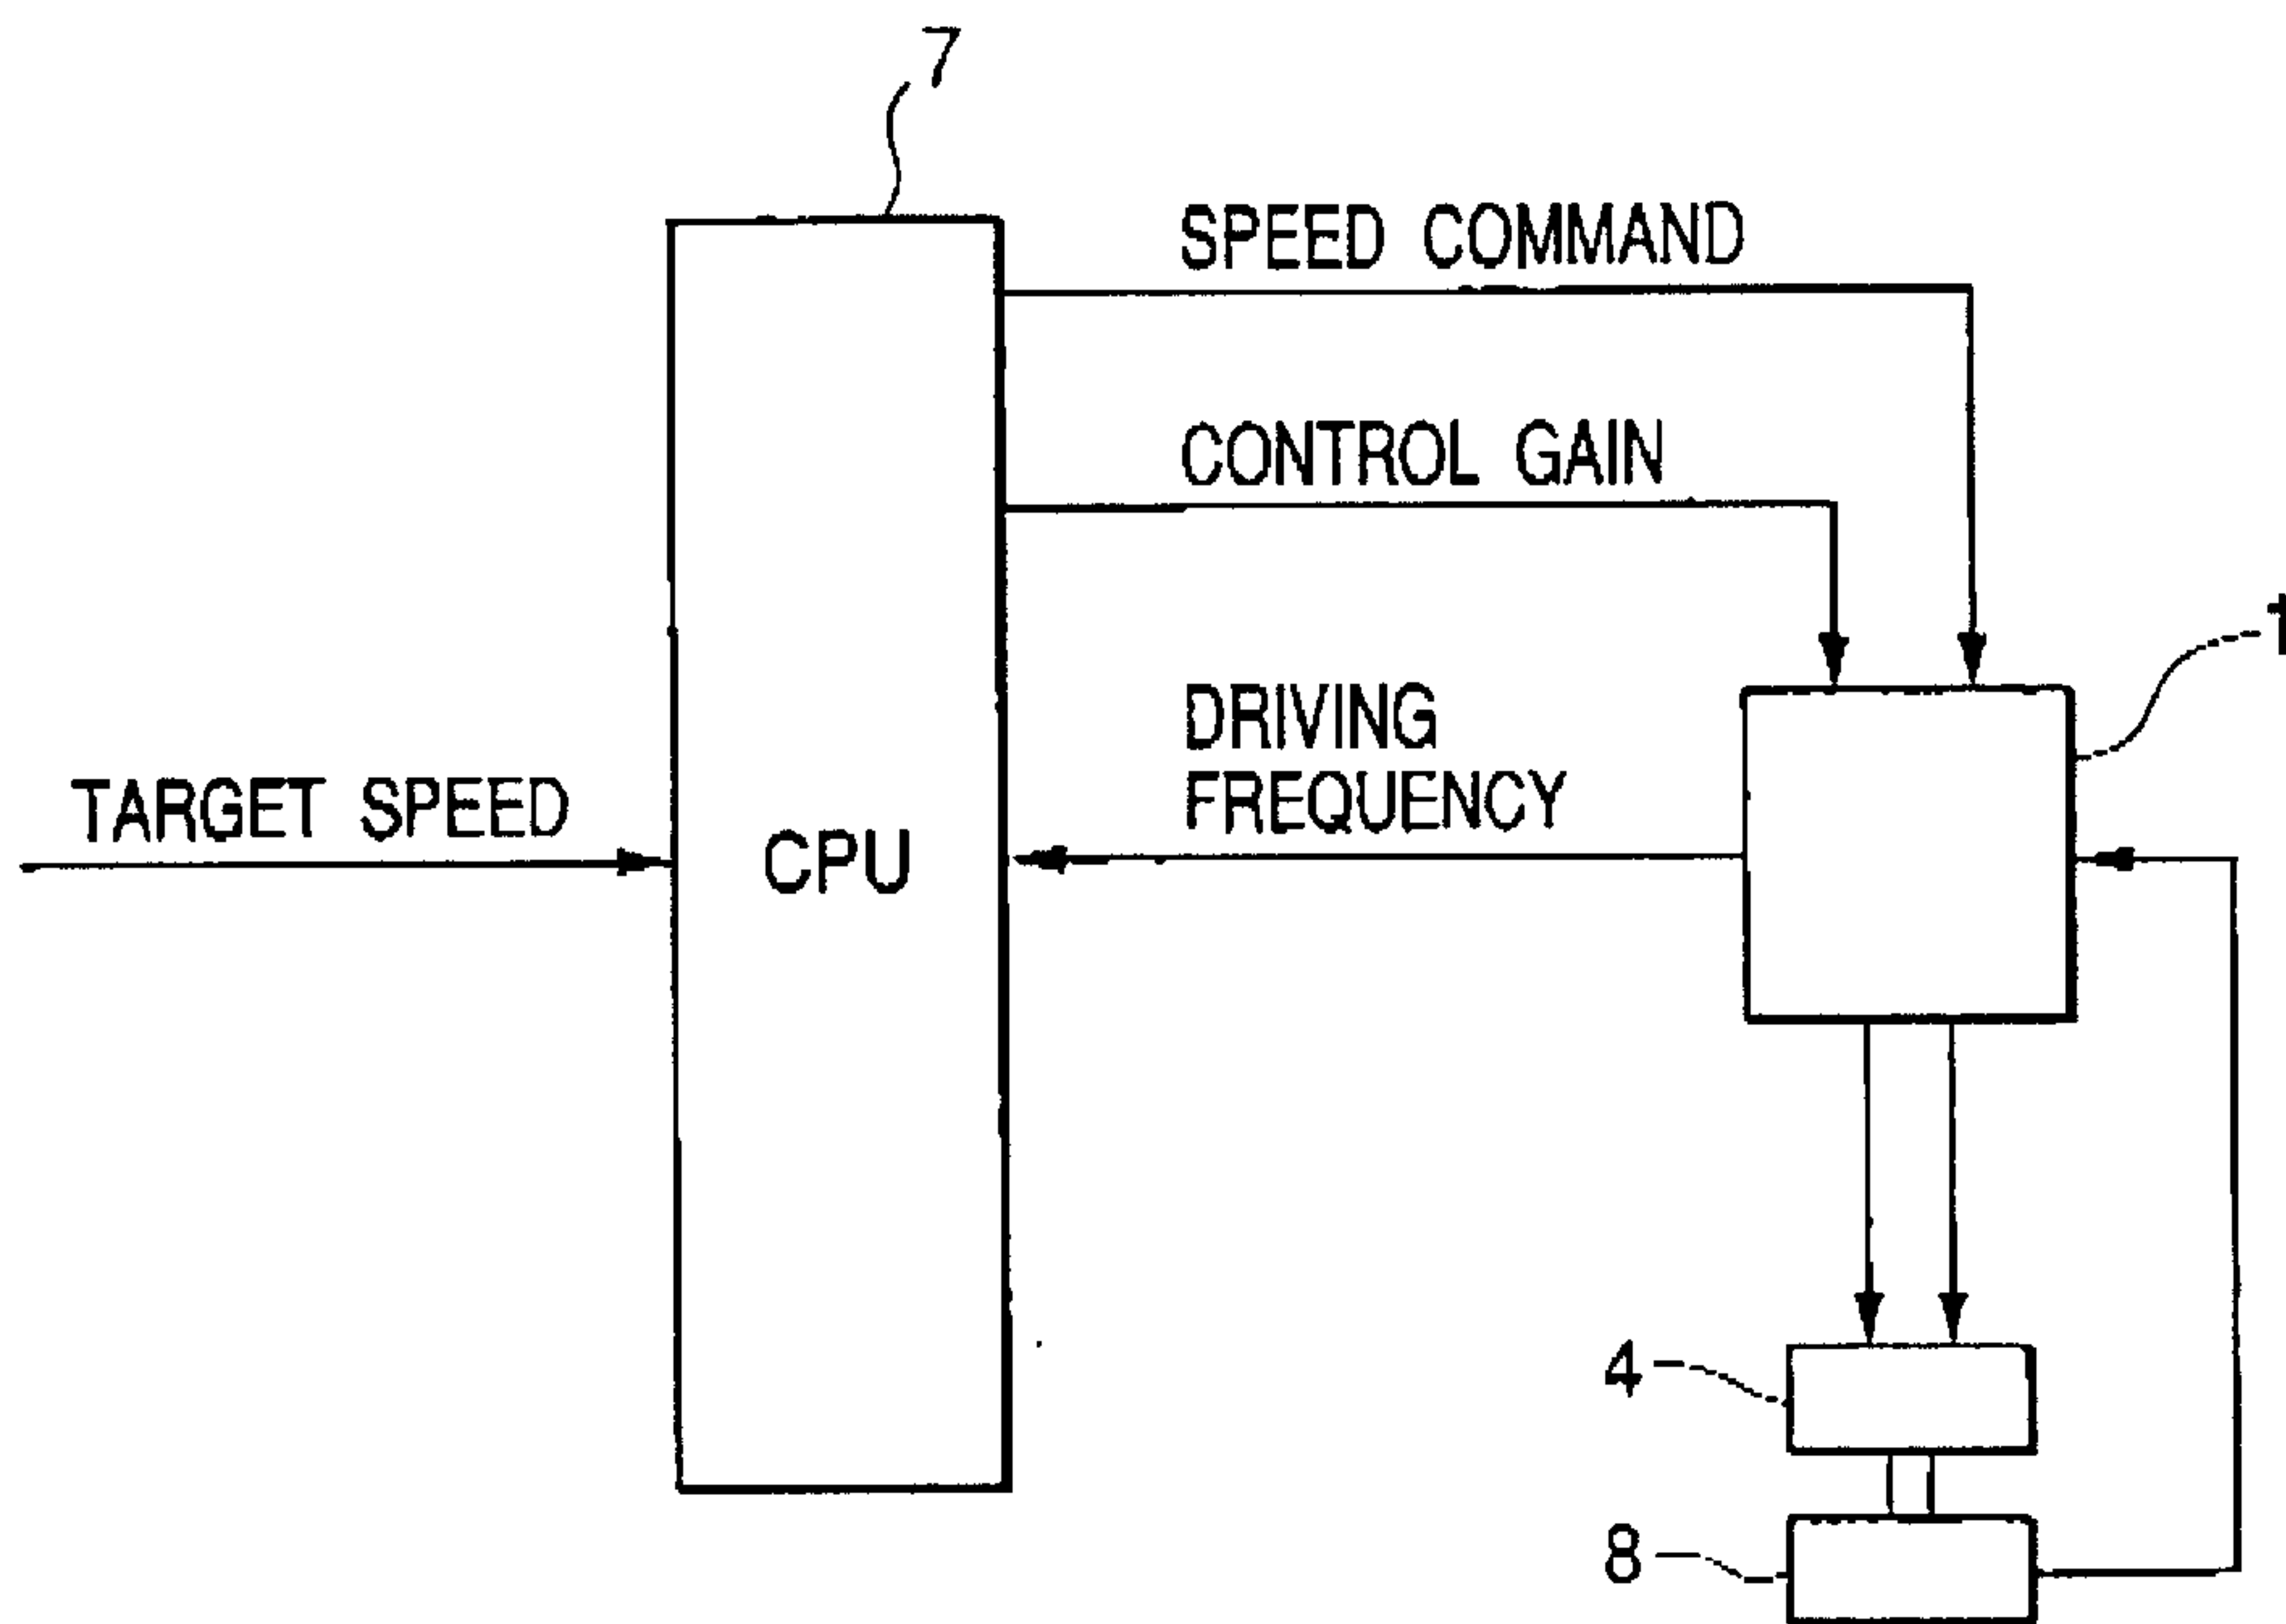 7
SPEED COMMAND
CONTROL GAIN
1
DRIVING
FREQUENCY
TARGET SPEED
CPU
4
8